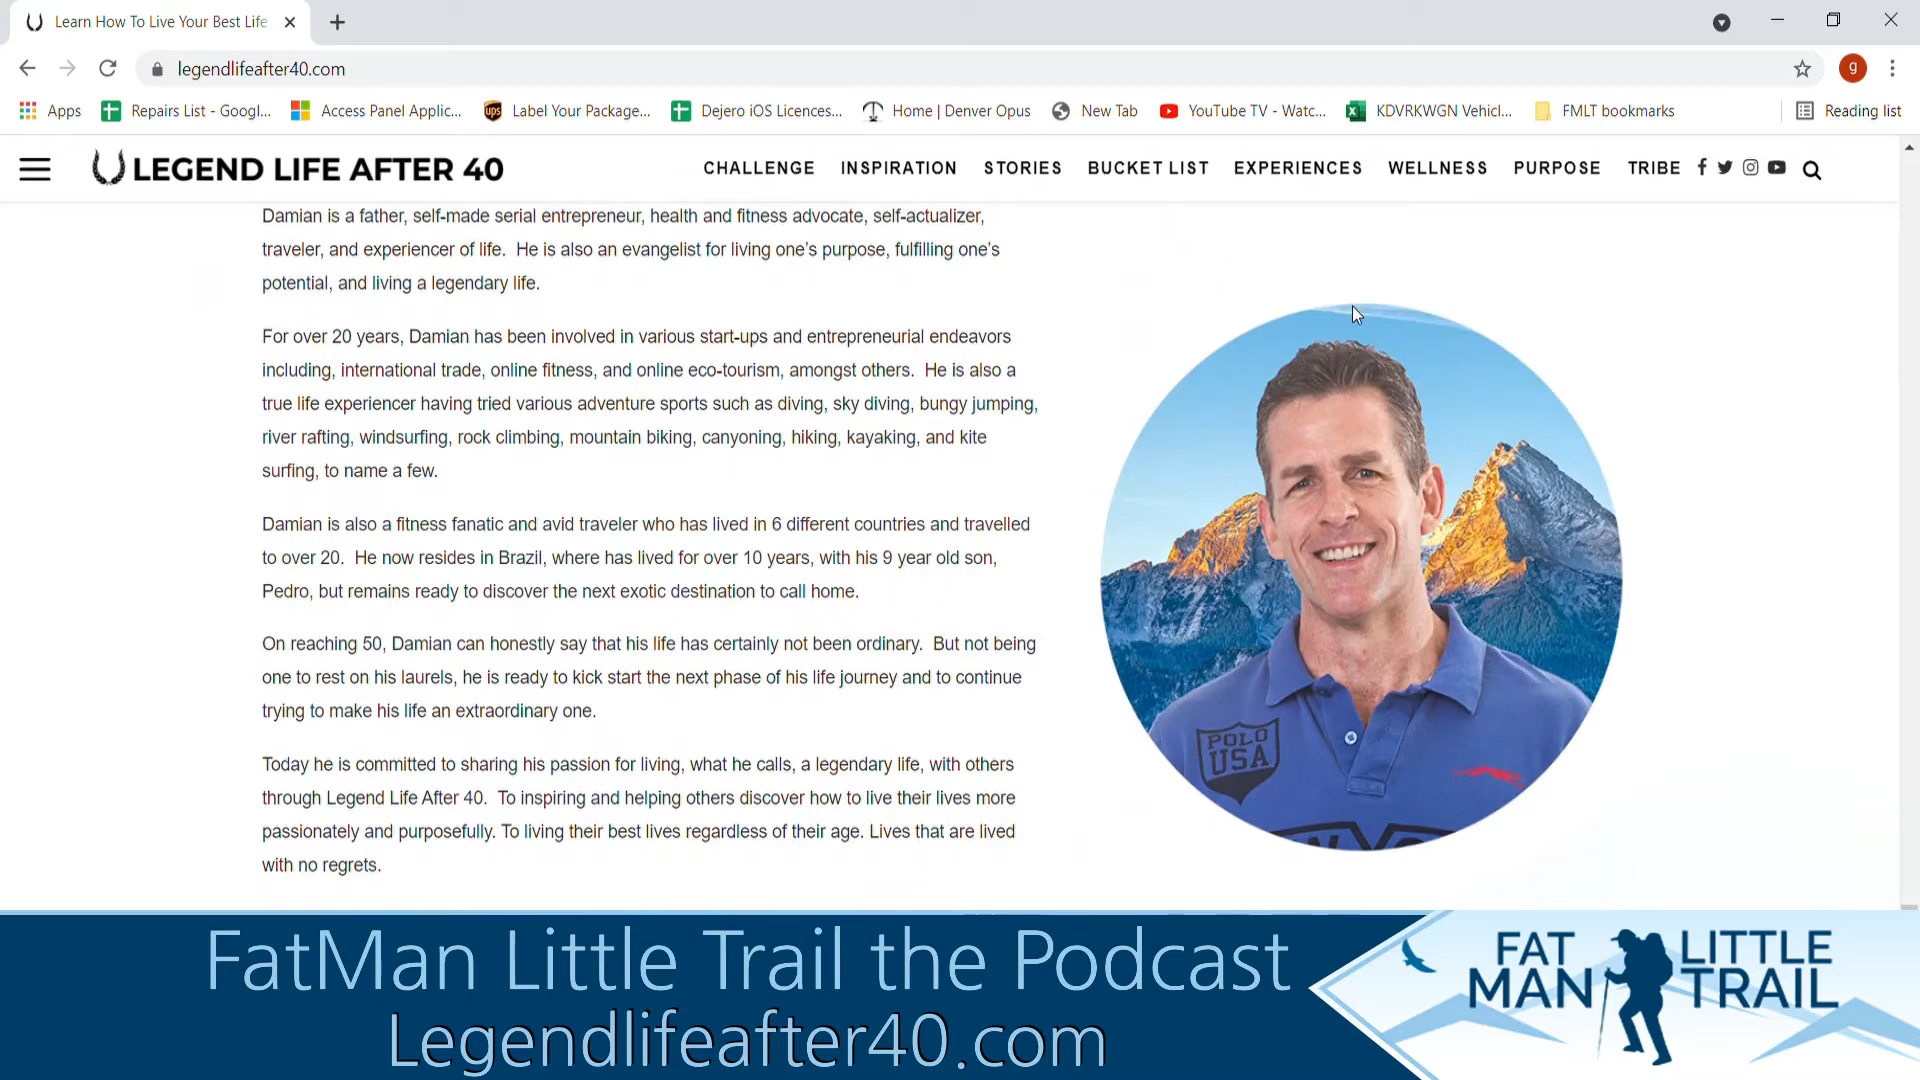 Learn How To Live Your Best Life
legendlifeafter40.com
g
Apps
Repairs List - Googl...
Access Panel Applic...
ups
Label Your Package...
Dejero iOS Licences...
Home | Denver Opus
New Tab
YouTube TV - Watc...
KDVRKWGN Vehicl...
FMLT bookmarks
Reading list
LEGEND LIFE AFTER 40
CHALLENGE
INSPIRATION
STORIES
BUCKET LIST
EXPERIENCES
WELLNESS
PURPOSE
TRIBE
Damian is a father, self-made serial entrepreneur, health and fitness advocate, self-actualizer,
traveler, and experiencer of life.  He is also an evangelist for living one's purpose, fulfilling one's
potential, and living a legendary life.
For over 20 years, Damian has been involved in various start-ups and entrepreneurial endeavors
including, international trade, online fitness, and online eco-tourism, amongst others.  He is also a
true life experiencer having tried various adventure sports such as diving, sky diving, bungy jumping,
river rafting, windsurfing, rock climbing, mountain biking, canyoning, hiking, kayaking, and kite
surfing, to name a few.
Damian is also a fitness fanatic and avid traveler who has lived in 6 different countries and travelled
to over 20.  He now resides in Brazil, where has lived for over 10 years, with his 9 year old son,
Pedro, but remains ready to discover the next exotic destination to call home.
On reaching 50, Damian can honestly say that his life has certainly not been ordinary.  But not being
one to rest on his laurels, he is ready to kick start the next phase of his life journey and to continue
trying to make his life an extraordinary one.
Today he is committed to sharing his passion for living, what he calls, a legendary life, with others
through Legend Life After 40.  To inspiring and helping others discover how to live their lives more
passionately and purposefully. To living their best lives regardless of their age. Lives that are lived
with no regrets.
POLO
USA
FatMan Little Trail the Podcast
Legendlifeafter40.com
FAT LITTLE
MAN TRAIL